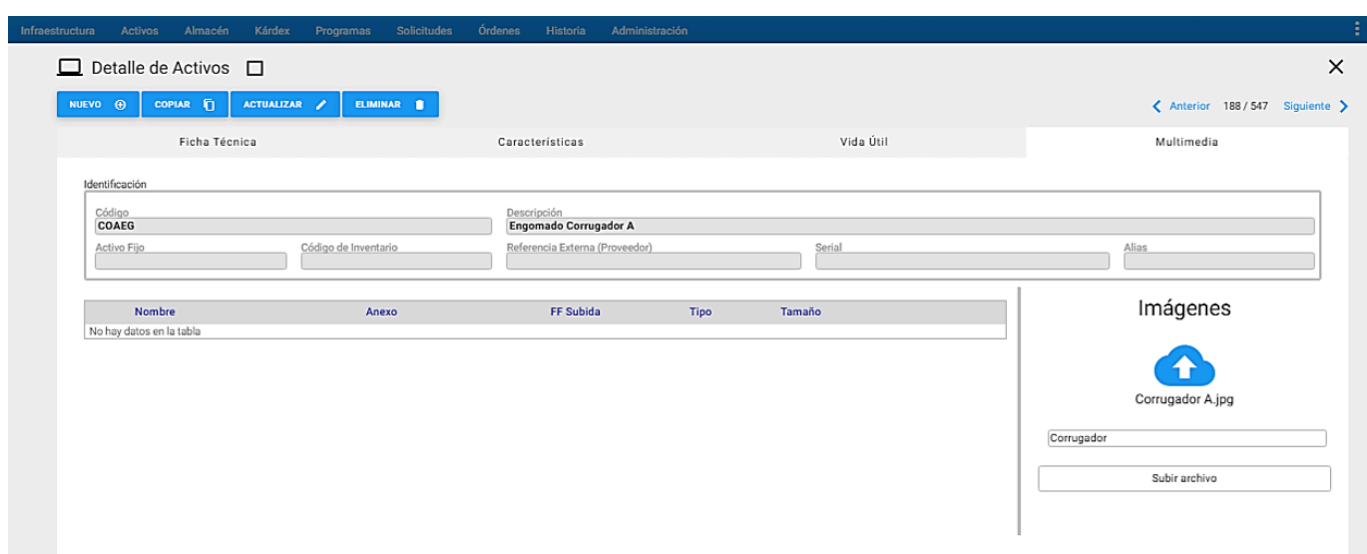 Infraestructura Activos Almacén Kárdex Programas Solicitudes Órdenes Historia Administración
Detalle de Activos
NUEVO COPIAR ACTUALIZAR ELIMINAR Anterior 188 / 547 Siguiente
Ficha Técnica Características Vida Útil Multimedia
Identificación
Código Descripción
COAEG Engomado Corrugador A
Activo Fijo Código de Inventario Referencia Externa (Proveedor) Serial Alias
Nombre Anexo FF Subida Tipo Tamaño
No hay datos en la tabla
Imágenes
Corrugador A.jpg
Corrugador
Subir archivo